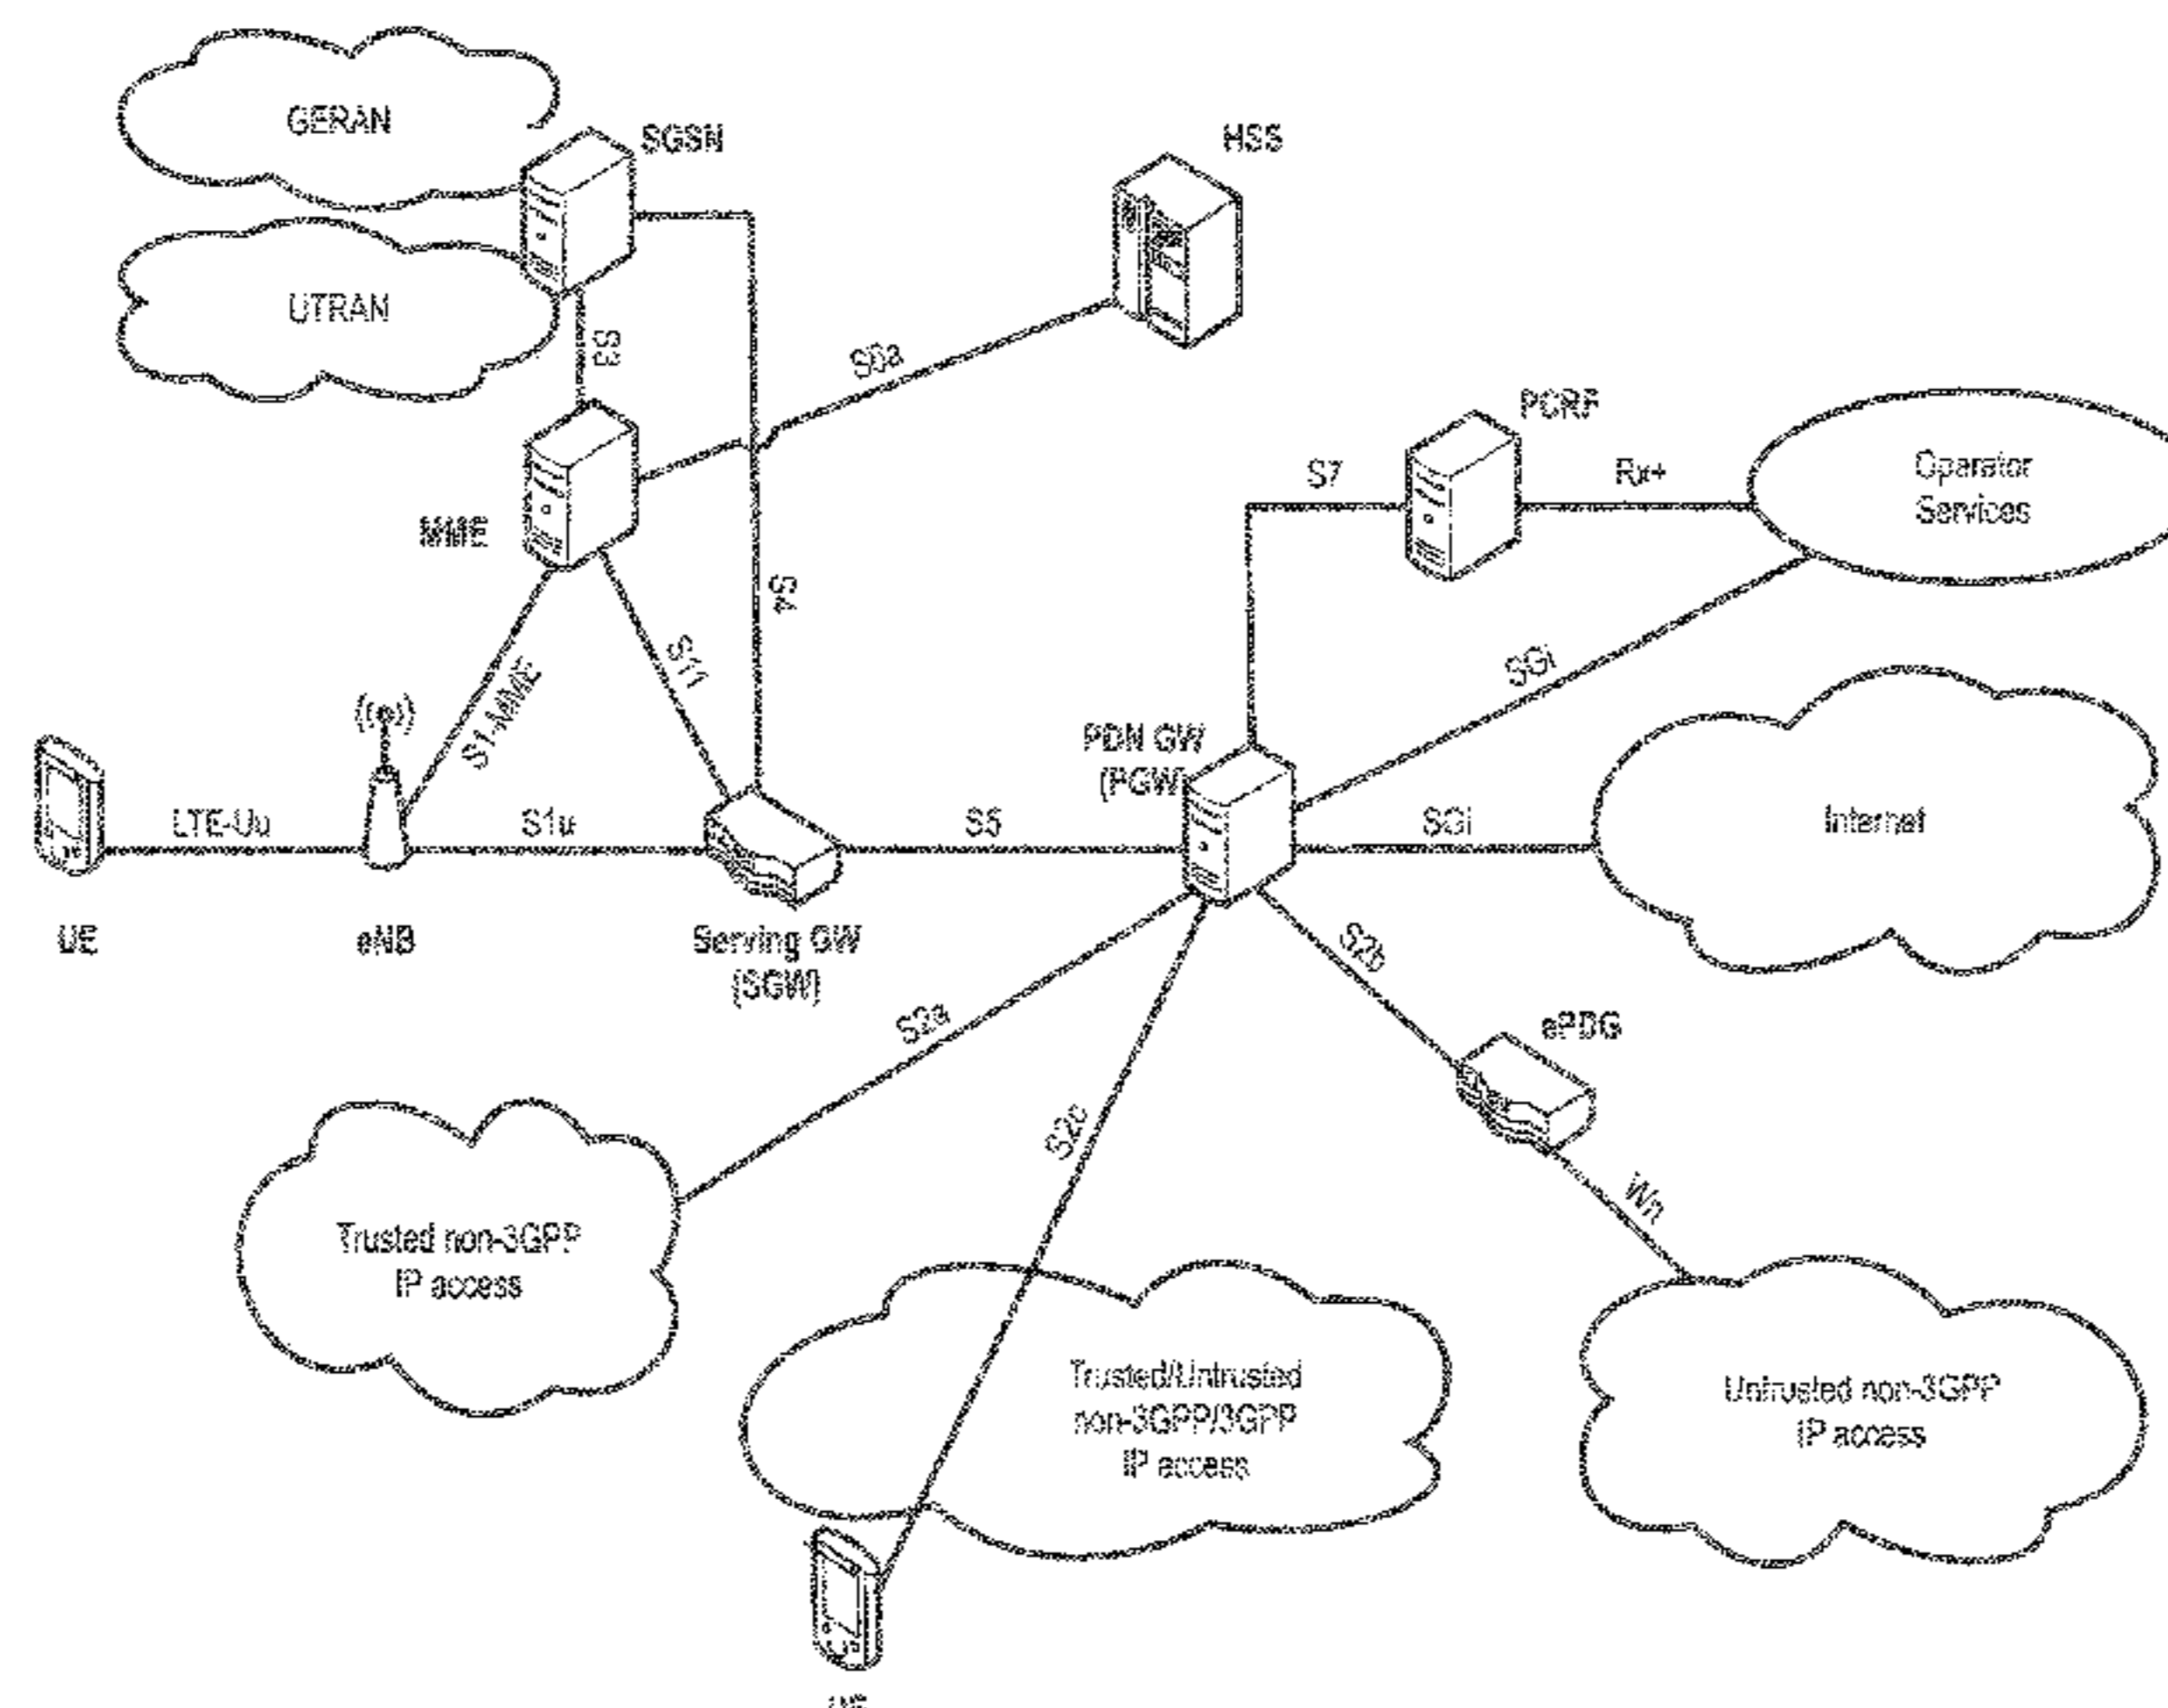 GERAN
SGSN
HSS
UTRAN
S3
S6a
PCRF
S7
Rx+
Oparator
Services
MME
S4
S11
S1-MME
SGi
PDN GW
(PGW)
LTE-Uu
S1u
S5
SGi
Internet
UE
eNB
Serving GW
(SGW)
S2b
S2a
ePDG
S2c
Wn
Trusted non-3GPP
IP access
Trusted/Untrusted
non-3GPP/3GPP
IP access
Untrusted non-3GPP
IP access